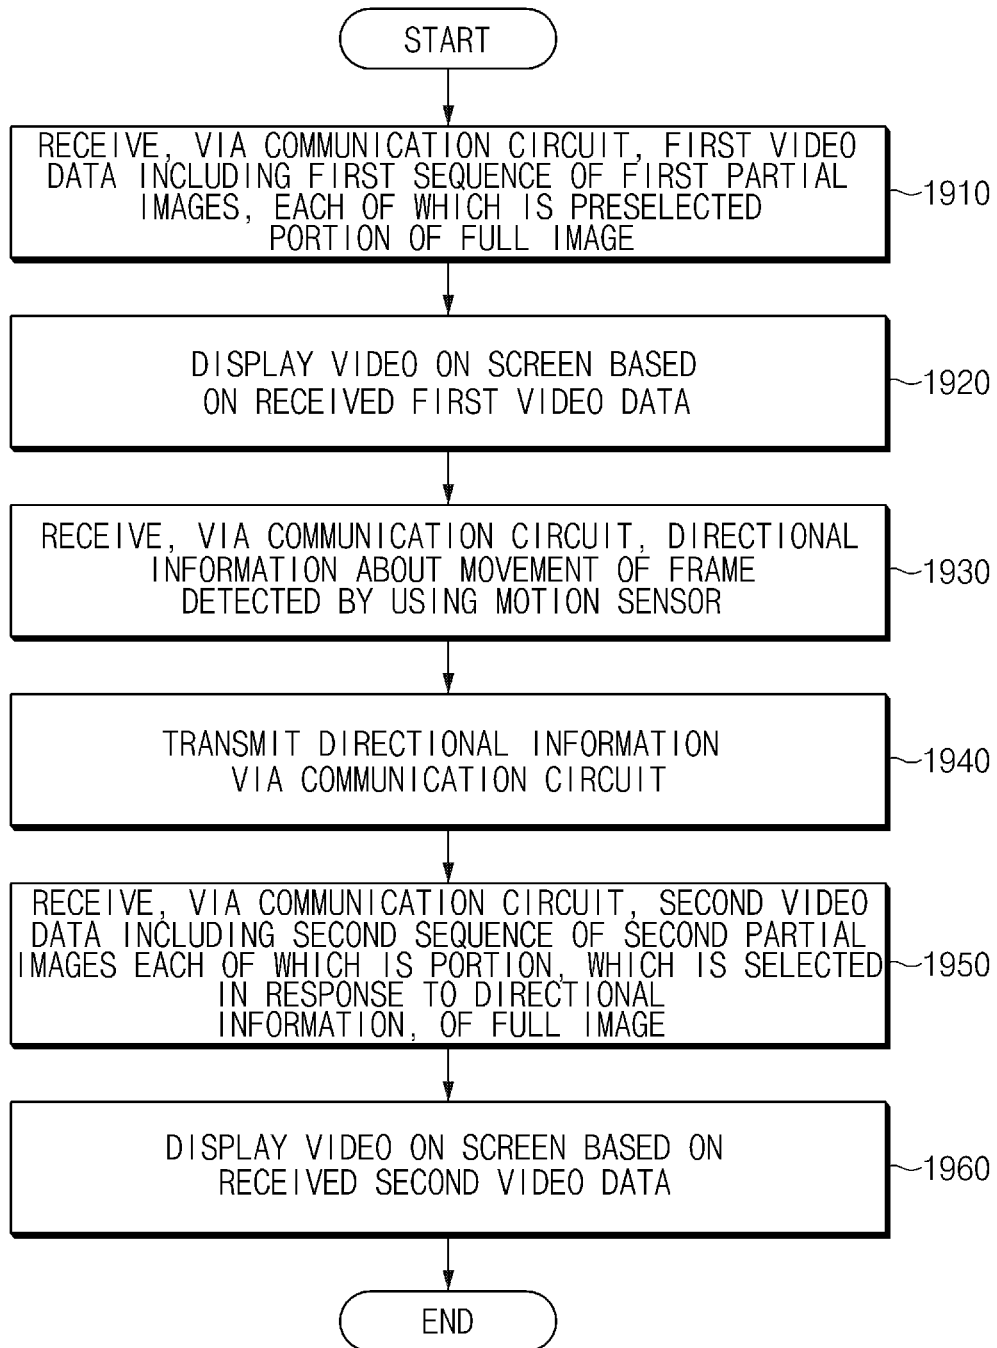 START
RECEIVE, VIA COMMUNICATION CIRCUIT, FIRST VIDEO
DATA INCLUDING FIRST SEQUENCE OF FIRST PARTIAL
IMAGES, EACH OF WHICH IS PRESELECTED
PORTION OF FULL IMAGE
1910
DISPLAY VIDEO ON SCREEN BASED
ON RECEIVED FIRST VIDEO DATA
1920
RECEIVE, VIA COMMUNICATION CIRCUIT, DIRECTIONAL
INFORMATION ABOUT MOVEMENT OF FRAME
DETECTED BY USING MOTION SENSOR
1930
TRANSMIT DIRECTIONAL INFORMATION
VIA COMMUNICATION CIRCUIT
1940
RECEIVE, VIA COMMUNICATION CIRCUIT, SECOND VIDEO
DATA INCLUDING SECOND SEQUENCE OF SECOND PARTIAL
IMAGES EACH OF WHICH IS PORTION, WHICH IS SELECTED
IN RESPONSE TO DIRECTIONAL
INFORMATION, OF FULL IMAGE
1950
DISPLAY VIDEO ON SCREEN BASED ON
RECEIVED SECOND VIDEO DATA
1960
END